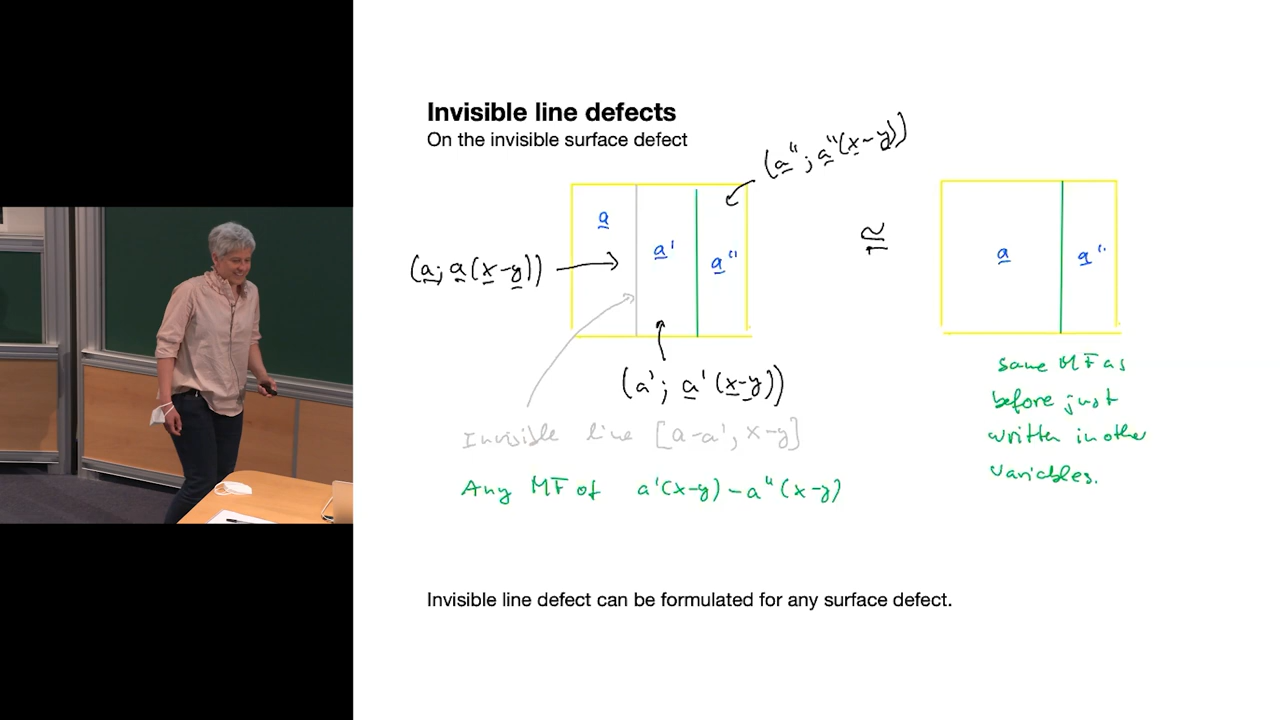 Invisible line defects
On the invisible surface defect
(a'' ; a''(x-y))
a
a'
a''
≅
a
a''
(a; a(x-y))
(a' ; a'(x-y))
Invisible line [a-a', x-y]
Any MF of a'(x-y) - a''(x-y)
same MF as
before just
written in other
variables.
Invisible line defect can be formulated for any surface defect.